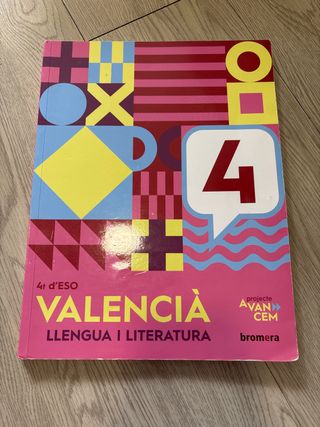 4
4t d'ESO
VALENCIÀ
LLENGUA I LITERATURA
projecte
AVAN
CEM
bromera